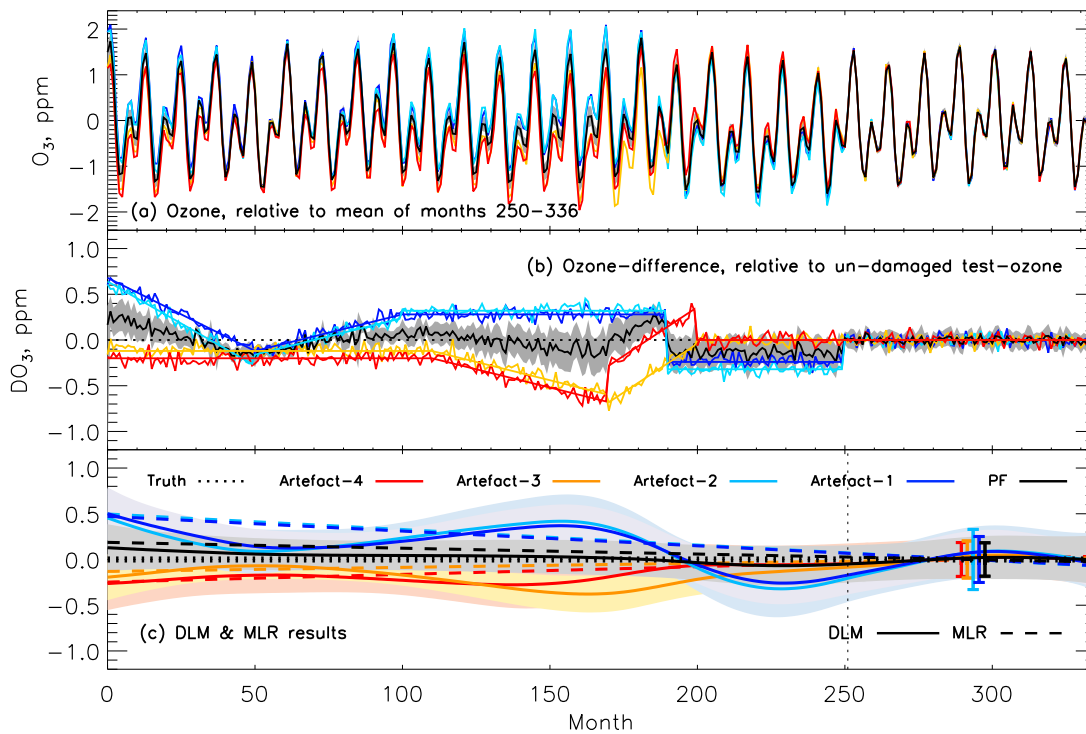 2
1
0
−1
−2
O3, ppm
(a) Ozone, relative to mean of months 250−336
1.0
0.5
0.0
−0.5
−1.0
DO3, ppm
(b) Ozone−difference, relative to un−damaged test−ozone
1.0
0.5
0.0
−0.5
−1.0
Truth Artefact−4 Artefact−3 Artefact−2 Artefact−1 PF
(c) DLM & MLR results
DLM MLR
0 50 100 150 200 250 300
Month